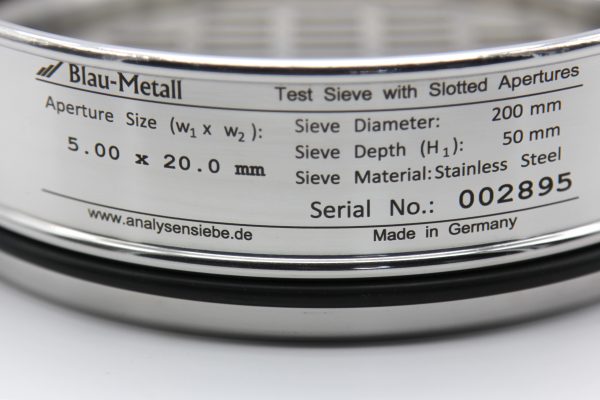 Blau-Metall
Test Sieve with Slotted Apertures
Aperture Size (w₁ x w₂):
5.00 x 20.0 mm
Sieve Diameter: 200 mm
Sieve Depth (H₁): 50 mm
Sieve Material: Stainless Steel
Serial No.: 002895
www.analysensiebe.de
Made in Germany